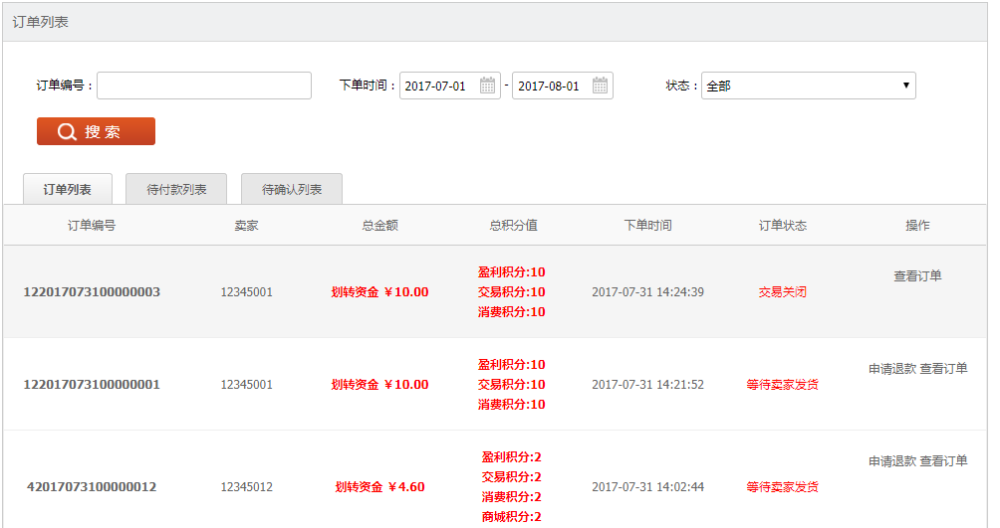 订单列表
订单编号： 下单时间： 2017-07-01 - 2017-08-01 状态： 全部
搜 索
订单列表 待付款列表 待确认列表
订单编号 卖家 总金额 总积分值 下单时间 订单状态 操作
122017073100000003 12345001 划转资金 ￥10.00 盈利积分:10 2017-07-31 14:24:39 交易关闭 查看订单
交易积分:10
消费积分:10
122017073100000001 12345001 划转资金 ￥10.00 盈利积分:10 2017-07-31 14:21:52 等待卖家发货 申请退款 查看订单
交易积分:10
消费积分:10
42017073100000012 12345012 划转资金 ￥4.60 盈利积分:2 2017-07-31 14:02:44 等待卖家发货 申请退款 查看订单
交易积分:2
消费积分:2
商城积分:2